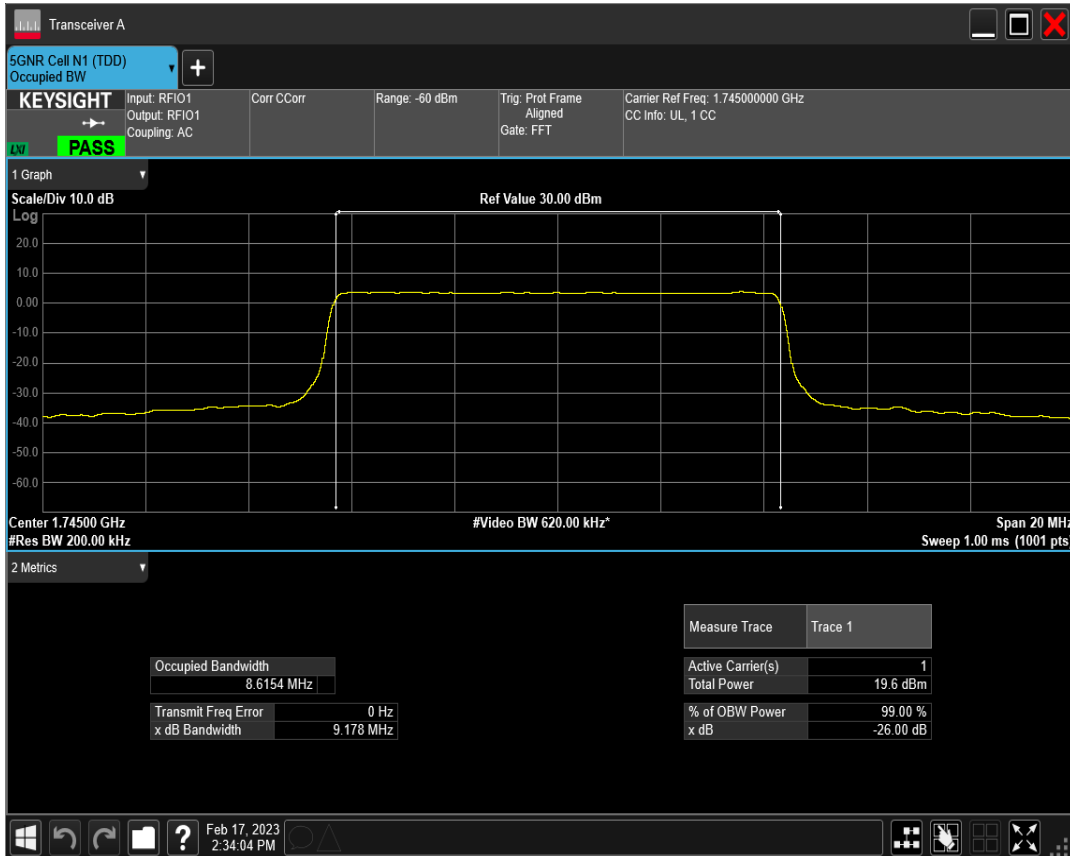 Transceiver A
5GNR Cell N1 (TDD)
Occupied BW
+
KEYSIGHT
LXI
PASS
Input: RFIO1
Output: RFIO1
Coupling: AC
Corr CCorr
Range: -60 dBm
Trig: Prot Frame
Aligned
Gate: FFT
Carrier Ref Freq: 1.745000000 GHz
CC Info: UL, 1 CC
1 Graph
Scale/Div 10.0 dB
Ref Value 30.00 dBm
Log
20.0
10.0
0.00
-10.0
-20.0
-30.0
-40.0
-50.0
-60.0
Center 1.74500 GHz
#Video BW 620.00 kHz*
Span 20 MHz
#Res BW 200.00 kHz
Sweep 1.00 ms (1001 pts)
2 Metrics
Measure Trace Trace 1
Occupied Bandwidth
8.6154 MHz
Active Carrier(s) 1
Total Power 19.6 dBm
Transmit Freq Error 0 Hz
x dB Bandwidth 9.178 MHz
% of OBW Power 99.00 %
x dB -26.00 dB
?
Feb 17, 2023
2:34:04 PM